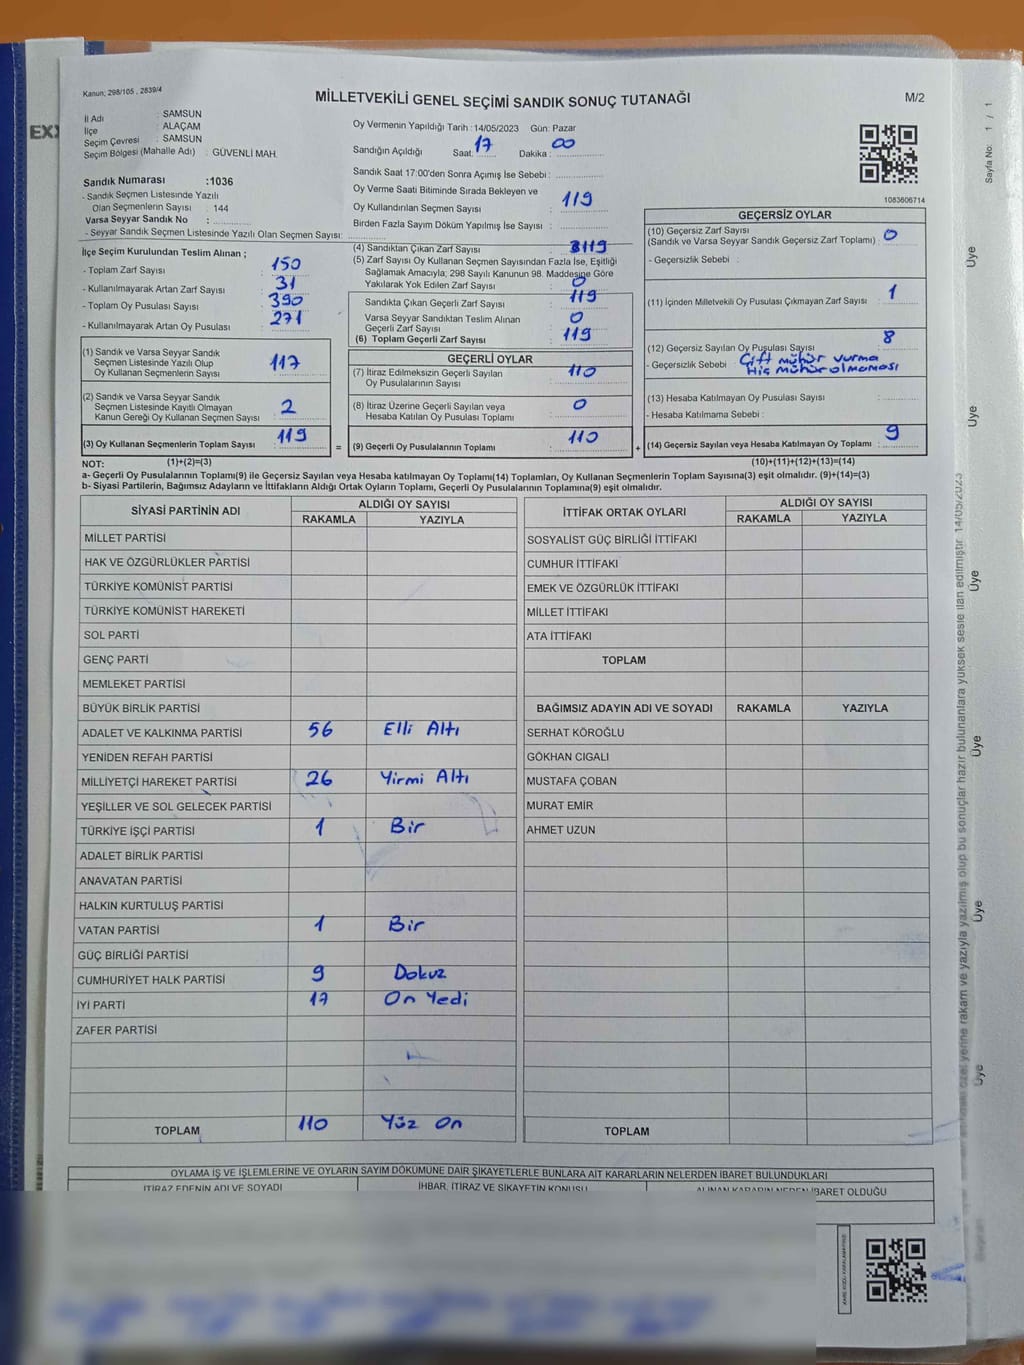 Kanun; 298/105 , 2839/4
MİLLETVEKİLİ GENEL SEÇİMİ SANDIK SONUÇ TUTANAĞI
M/2
İl Adı : SAMSUN
İlçe : ALAÇAM
Seçim Çevresi : SAMSUN
Seçim Bölgesi (Mahalle Adı) : GÜVENLİ MAH.
Sandık Numarası :1036
- Sandık Seçmen Listesinde Yazılı
Olan Seçmenlerin Sayısı : 144
Varsa Seyyar Sandık No :
- Seyyar Sandık Seçmen Listesinde Yazılı Olan Seçmen Sayısı:
Oy Vermenin Yapıldığı Tarih : 14/05/2023 Gün: Pazar
Sandığın Açıldığı Saat: 17 Dakika : 00
Sandık Saat 17:00'den Sonra Açımış İse Sebebi :
Oy Verme Saati Bitiminde Sırada Bekleyen ve
Oy Kullandırılan Seçmen Sayısı : 119
Birden Fazla Sayım Döküm Yapılmış İse Sayısı :
1083606714
Sayfa No: 1 / 1
İlçe Seçim Kurulundan Teslim Alınan ;
- Toplam Zarf Sayısı : 150
- Kullanılmayarak Artan Zarf Sayısı : 31
- Toplam Oy Pusulası Sayısı : 390
- Kullanılmayarak Artan Oy Pusulası : 271
(1) Sandık ve Varsa Seyyar Sandık
Seçmen Listesinde Yazılı Olup
Oy Kullanan Seçmenlerin Sayısı : 117
(2) Sandık ve Varsa Seyyar Sandık
Seçmen Listesinde Kayıtlı Olmayan
Kanun Gereği Oy Kullanan Seçmen Sayısı : 2
(3) Oy Kullanan Seçmenlerin Toplam Sayısı : 119
(1)+(2)=(3)
(4) Sandıktan Çıkan Zarf Sayısı : 119
(5) Zarf Sayısı Oy Kullanan Seçmen Sayısından Fazla İse, Eşitliği
Sağlamak Amacıyla; 298 Sayılı Kanunun 98. Maddesine Göre
Yakılarak Yok Edilen Zarf Sayısı : 0
Sandıkta Çıkan Geçerli Zarf Sayısı : 119
Varsa Seyyar Sandıktan Teslim Alınan
Geçerli Zarf Sayısı : 0
(6) Toplam Geçerli Zarf Sayısı : 119
GEÇERLİ OYLAR
(7) İtiraz Edilmeksizin Geçerli Sayılan
Oy Pusulalarının Sayısı : 110
(8) İtiraz Üzerine Geçerli Sayılan veya
Hesaba Katılan Oy Pusulası Toplamı : 0
= (9) Geçerli Oy Pusulalarının Toplamı : 110
GEÇERSİZ OYLAR
(10) Geçersiz Zarf Sayısı
(Sandık ve Varsa Seyyar Sandık Geçersiz Zarf Toplamı) : 0
- Geçersizlik Sebebi :
(11) İçinden Milletvekili Oy Pusulası Çıkmayan Zarf Sayısı : 1
(12) Geçersiz Sayılan Oy Pusulası Sayısı : 8
- Geçersizlik Sebebi : Çift mühür vurma
Hiç mühür olmaması
(13) Hesaba Katılmayan Oy Pusulası Sayısı :
- Hesaba Katılmama Sebebi :
+ (14) Geçersiz Sayılan veya Hesaba Katılmayan Oy Toplamı : 9
(10)+(11)+(12)+(13)=(14)
NOT:
a- Geçerli Oy Pusulalarının Toplamı(9) ile Geçersiz Sayılan veya Hesaba katılmayan Oy Toplamı(14) Toplamları, Oy Kullanan Seçmenlerin Toplam Sayısına(3) eşit olmalıdır. (9)+(14)=(3)
b- Siyasi Partilerin, Bağımsız Adayların ve İttifakların Aldığı Ortak Oyların Toplamı, Geçerli Oy Pusulalarının Toplamına(9) eşit olmalıdır.
SİYASİ PARTİNİN ADI ALDIĞI OY SAYISI
RAKAMLA YAZIYLA
MİLLET PARTİSİ
HAK VE ÖZGÜRLÜKLER PARTİSİ
TÜRKİYE KOMÜNİST PARTİSİ
TÜRKİYE KOMÜNİST HAREKETİ
SOL PARTİ
GENÇ PARTİ
MEMLEKET PARTİSİ
BÜYÜK BİRLİK PARTİSİ
ADALET VE KALKINMA PARTİSİ 56 Elli Altı
YENİDEN REFAH PARTİSİ
MİLLİYETÇİ HAREKET PARTİSİ 26 Yirmi Altı
YEŞİLLER VE SOL GELECEK PARTİSİ
TÜRKİYE İŞÇİ PARTİSİ 1 Bir
ADALET BİRLİK PARTİSİ
ANAVATAN PARTİSİ
HALKIN KURTULUŞ PARTİSİ
VATAN PARTİSİ 1 Bir
GÜÇ BİRLİĞİ PARTİSİ
CUMHURİYET HALK PARTİSİ 9 Dokuz
İYİ PARTİ 17 On Yedi
ZAFER PARTİSİ
TOPLAM 110 Yüz On
İTTİFAK ORTAK OYLARI ALDIĞI OY SAYISI
RAKAMLA YAZIYLA
SOSYALİST GÜÇ BİRLİĞİ İTTİFAKI
CUMHUR İTTİFAKI
EMEK VE ÖZGÜRLÜK İTTİFAKI
MİLLET İTTİFAKI
ATA İTTİFAKI
TOPLAM
BAĞIMSIZ ADAYIN ADI VE SOYADI RAKAMLA YAZIYLA
SERHAT KÖROĞLU
GÖKHAN CIGALI
MUSTAFA ÇOBAN
MURAT EMİR
AHMET UZUN
TOPLAM
OYLAMA İŞ VE İŞLEMLERİNE VE OYLARIN SAYIM DÖKÜMÜNE DAİR ŞİKAYETLERLE BUNLARA AİT KARARLARIN NELERDEN İBARET BULUNDUKLARI
İTİRAZ EDENİN ADI VE SOYADI
İHBAR, İTİRAZ VE ŞİKAYETİN KONUSU
ALINAN KARARIN NEDEN İBARET OLDUĞU
yerine rakam ve yazıyla yazılmış olup bu sonuçlar hazır bulunanlara yüksek sesle ilan edilmiştir. 14/05/2023
Üye
Üye
Üye
Üye
Üye
Üye